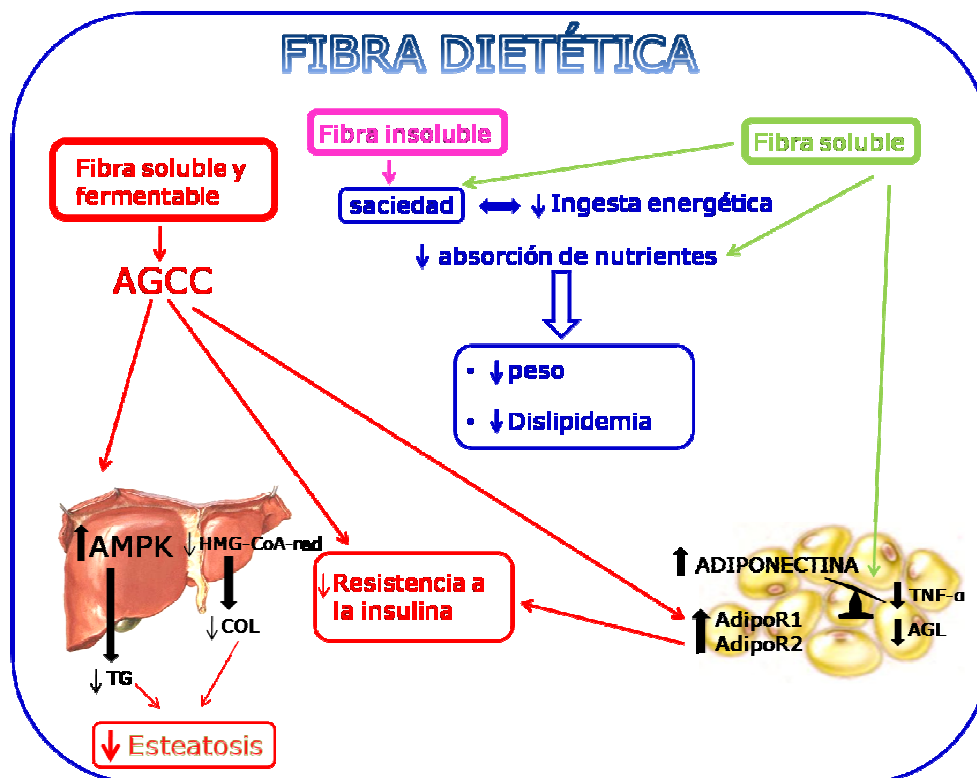 FIBRA DIETÉTICA
Fibra insoluble
Fibra soluble
Fibra soluble y
fermentable
saciedad
↓ Ingesta energética
↓ absorción de nutrientes
AGCC
• ↓ peso
• ↓ Dislipidemia
↑ AMPK
↓ HMG-CoA-red
↑ ADIPONECTINA
↓ Resistencia a
la insulina
↓ TNF-α
↑ AdipoR1
AdipoR2
↓ AGL
↓ COL
↓ TG
↓ Esteatosis